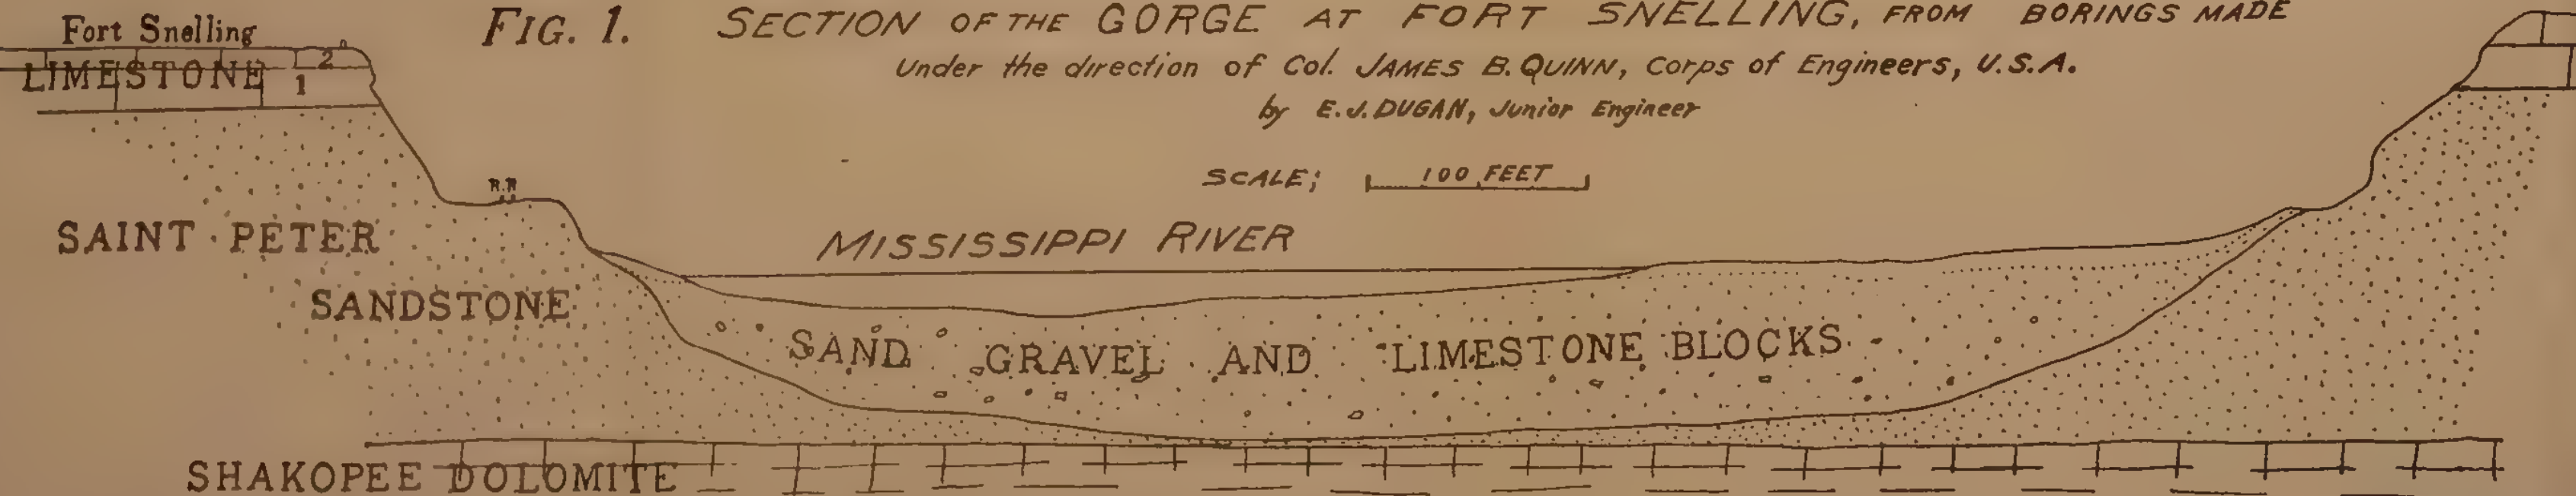 FIG. 1. SECTION OF THE GORGE AT FORT SNELLING, FROM BORINGS MADE
Under the direction of Col. JAMES B. QUINN, Corps of Engineers, U.S.A.
by E.J. DUGAN, Junior Engineer
SCALE; 100 FEET
Fort Snelling
2
LIMESTONE 1
R.R
MISSISSIPPI RIVER
SAINT PETER
SANDSTONE
SAND GRAVEL AND LIMESTONE BLOCKS
SHAKOPEE DOLOMITE